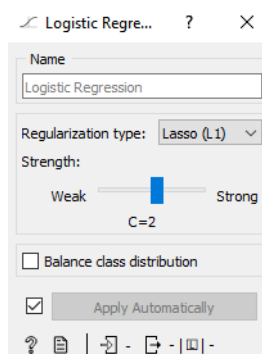 Logistic Regre... ? ×
Name
Logistic Regression
Regularization type: Lasso (L1)
Strength:
Weak Strong
C=2
Balance class distribution
Apply Automatically
? | - - | | -